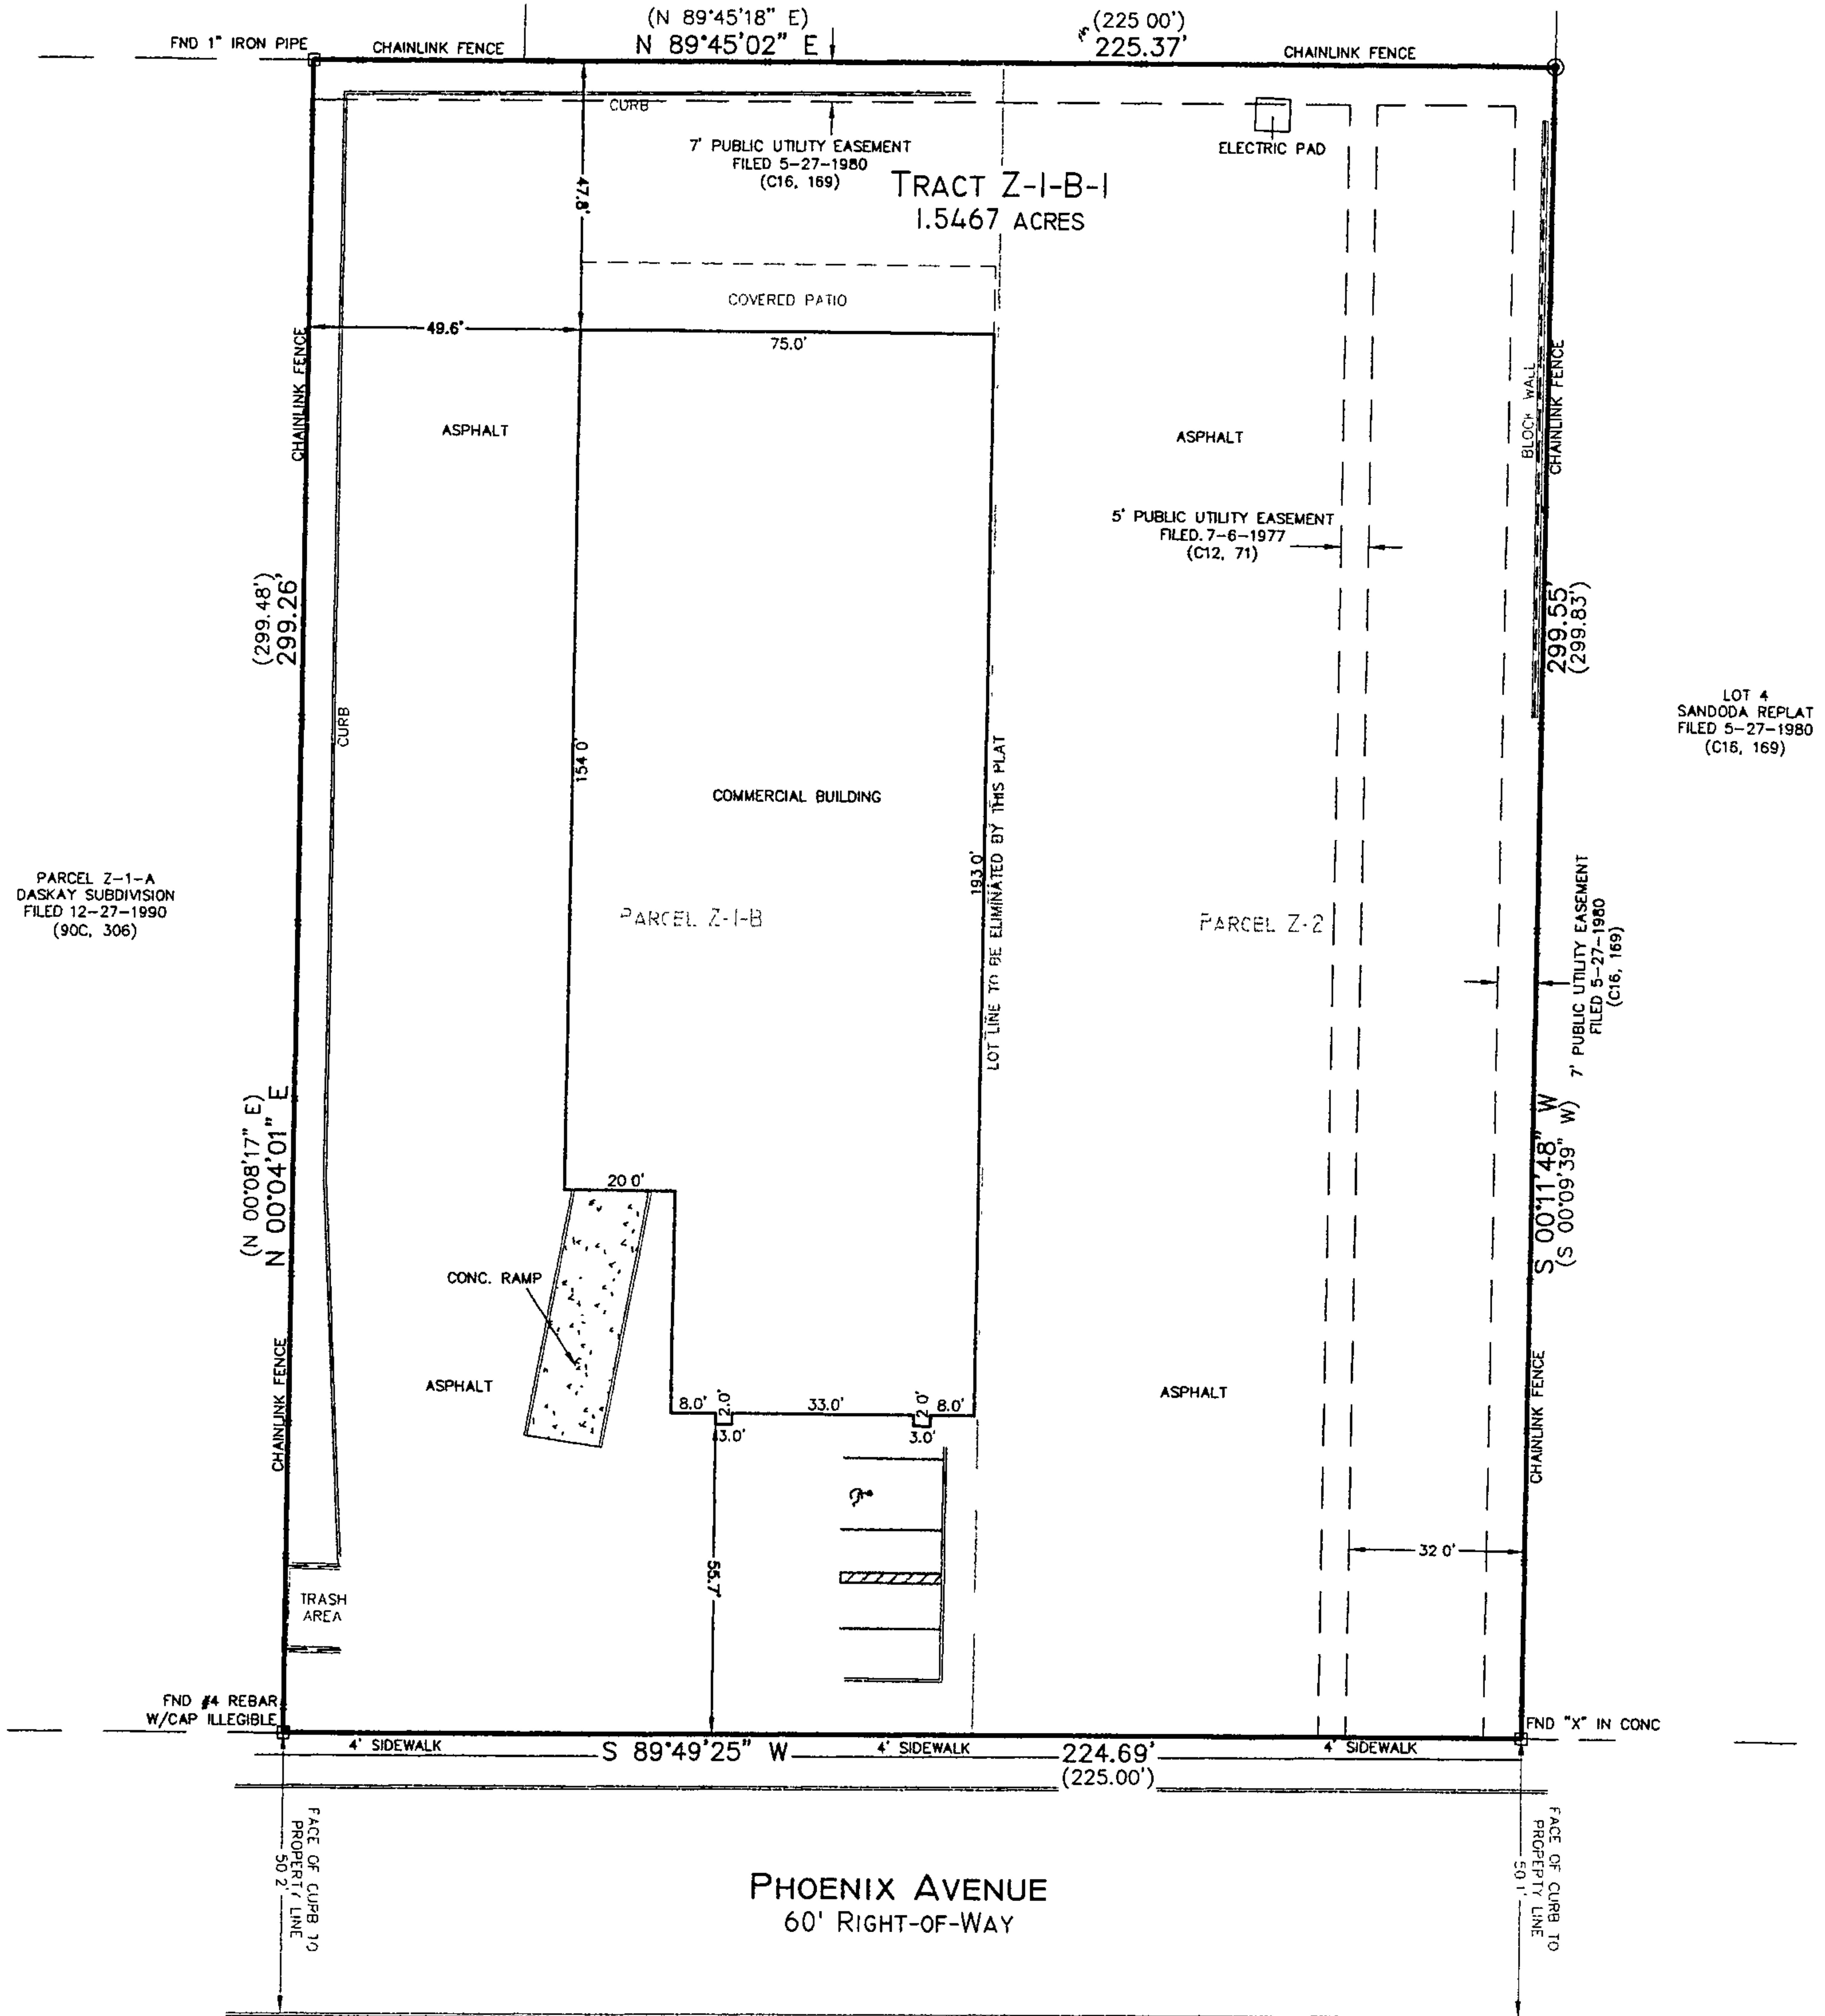 (N 89°45'18" E)
N 89°45'02" E
(225 00')
225.37'
FND 1" IRON PIPE
CHAINLINK FENCE
CHAINLINK FENCE
CURB
7' PUBLIC UTILITY EASEMENT
FILED 5-27-1980
(C16, 169)
TRACT Z-1-B-1
1.5467 ACRES
ELECTRIC PAD
47.8'
COVERED PATIO
49.6'
75.0'
CHAINLINK FENCE
BLOCK WALL
CHAINLINK FENCE
ASPHALT
ASPHALT
5' PUBLIC UTILITY EASEMENT
FILED. 7-6-1977
(C12, 71)
(299.48')
299.26'
299.55'
(299.83')
LOT 4
SANDODA REPLAT
FILED 5-27-1980
(C16, 169)
CURB
154 0'
COMMERCIAL BUILDING
LOT LINE TO BE ELIMINATED BY THIS PLAT
193 0'
PARCEL Z-1-A
DASKAY SUBDIVISION
FILED 12-27-1990
(90C, 306)
PARCEL Z-1-B
PARCEL Z-2
7' PUBLIC UTILITY EASEMENT
FILED 5-27-1980
(C16, 169)
(N 00°08'17" E)
N 00°04'01" E
S 00°11'48" W
(S 00°09'39" W)
20 0'
CONC. RAMP
CHAINLINK FENCE
ASPHALT
ASPHALT
CHAINLINK FENCE
8.0'
2.0'
3.0'
33.0'
2 0'
3.0'
8.0'
55.7'
32 0'
TRASH
AREA
FND #4 REBAR
W/CAP ILLEGIBLE
FND "X" IN CONC
4' SIDEWALK
S 89°49'25" W
4' SIDEWALK
224.69'
(225.00')
4' SIDEWALK
FACE OF CURB TO
PROPERTY LINE
50 2'
FACE OF CURB TO
PROPERTY LINE
50 1'
PHOENIX AVENUE
60' RIGHT-OF-WAY